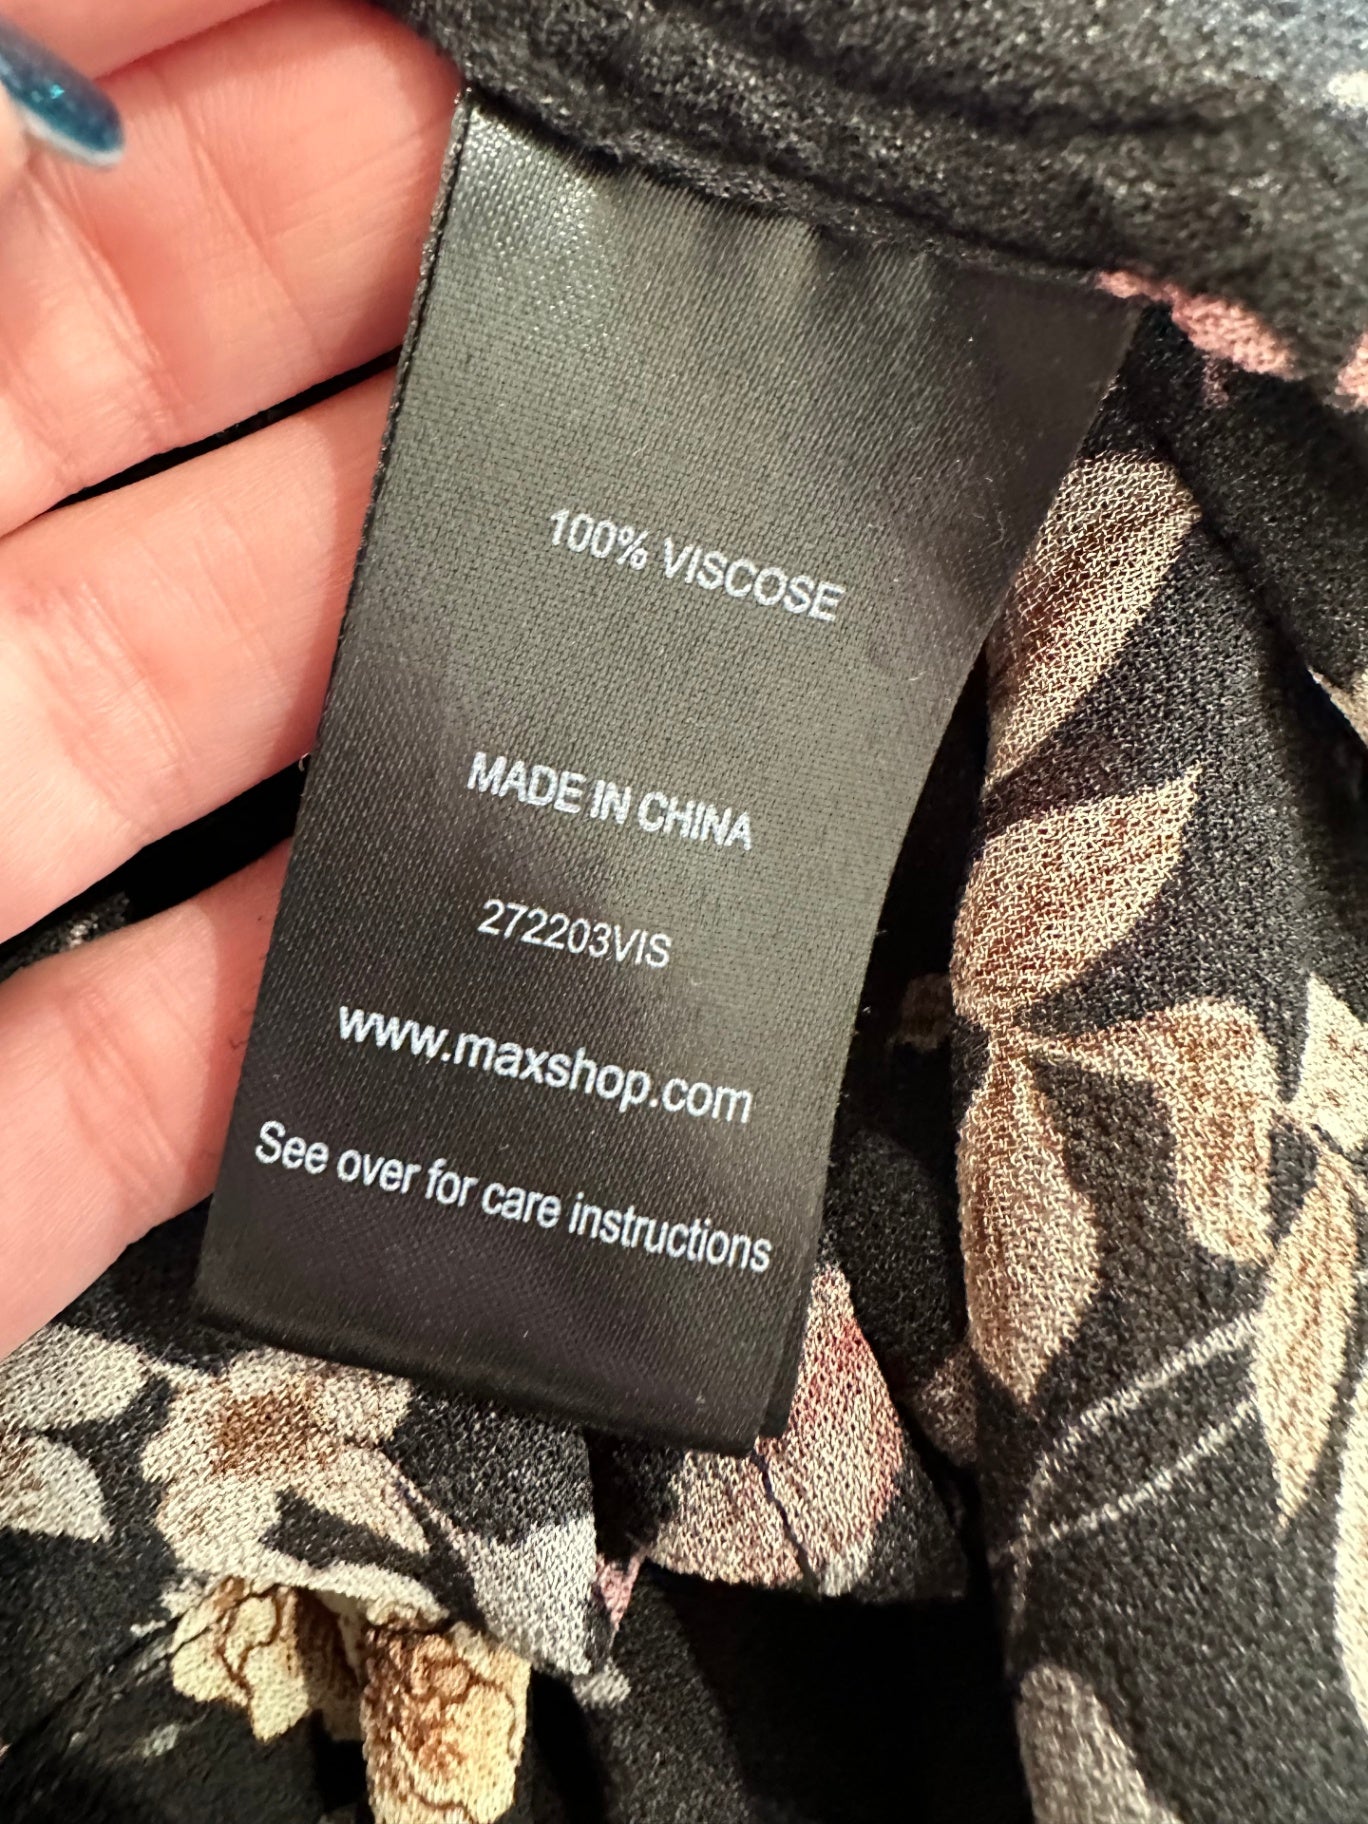 100% VISCOSE
MADE IN CHINA
272203VIS
www.maxshop.com
See over for care instructions